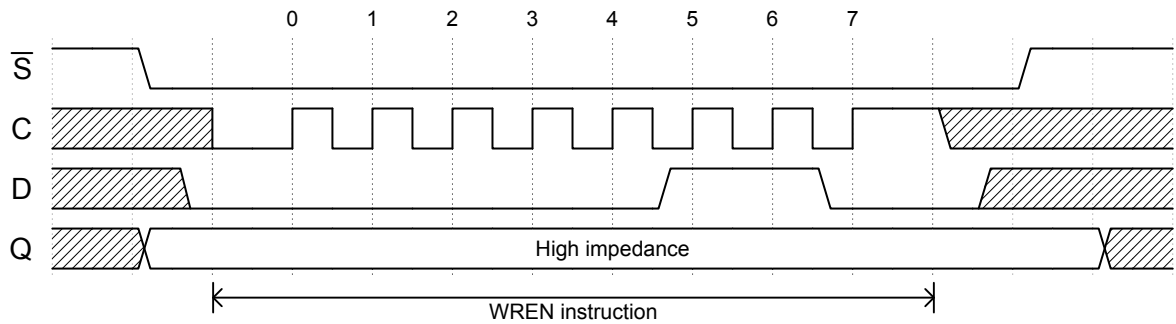 0 1 2 3 4 5 6 7
S̅
C
D
Q
High impedance
WREN instruction